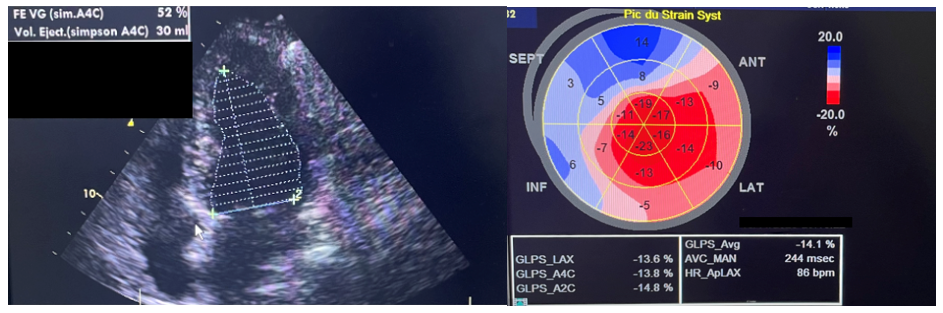 FE VG (sim.A4C) 52 %
Vol. Eject.(simpson A4C) 30 ml
10
2
Pic du Strain Syst
SEPT
ANT
INF
LAT
14
3
8
-9
5
-19
-13
-11
-17
-14
-16
-7
-23
-14
6
-13
-10
-5
20.0
-20.0
%
GLPS_LAX -13.6 %
GLPS_A4C -13.8 %
GLPS_A2C -14.8 %
GLPS_Avg -14.1 %
AVC_MAN 244 msec
HR_ApLAX 86 bpm